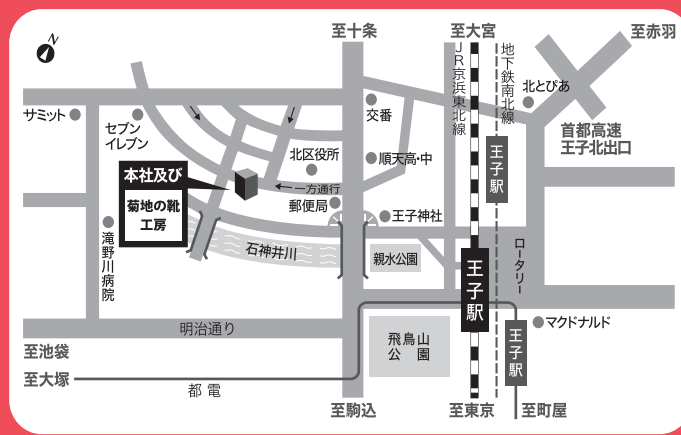 N
至十条
至大宮
至赤羽
JR京浜東北線
地下鉄南北線
北とぴあ
サミット
セブン
イレブン
交番
首都高速
王子北出口
北区役所
順天高・中
王子駅
本社及び
菊地の靴
工房
一方通行
郵便局
王子神社
滝野川病院
石神井川
親水公園
ロータリー
王子駅
明治通り
飛鳥山
公園
王子駅
マクドナルド
至池袋
至大塚
都電
至駒込
至東京
至町屋